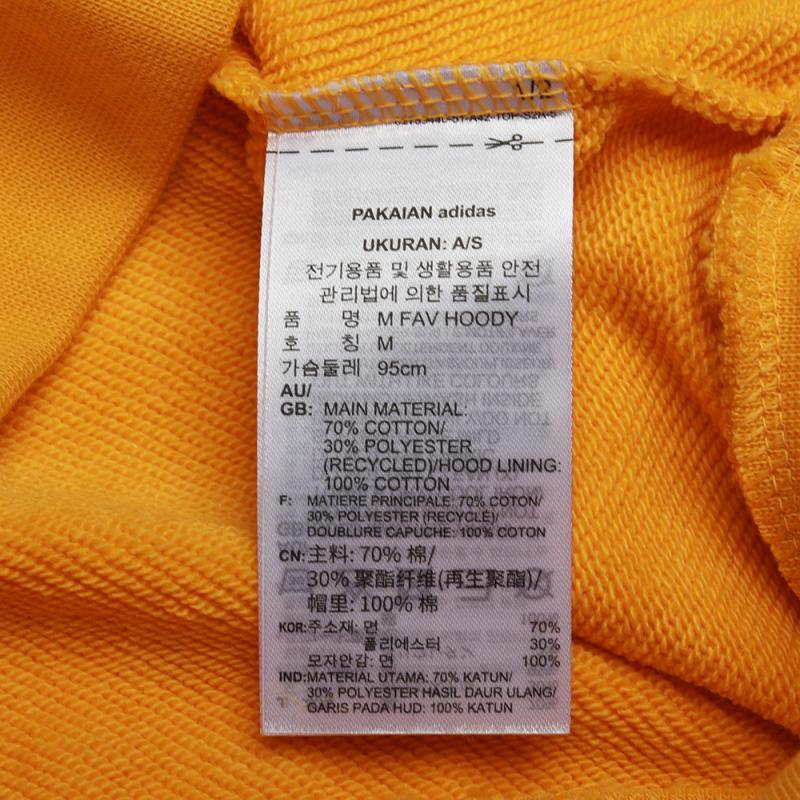 1/2
PAKAIAN adidas
UKURAN: A/S
전기용품 및 생활용품 안전
관리법에 의한 품질표시
품 명 M FAV HOODY
호 칭 M
가슴둘레 95cm
AU/
GB: MAIN MATERIAL:
70% COTTON/
30% POLYESTER
(RECYCLED)/HOOD LINING:
100% COTTON
F: MATIERE PRINCIPALE: 70% COTON/
30% POLYESTER (RECYCLÉ)/
DOUBLURE CAPUCHE: 100% COTON
CN: 主料: 70% 棉/
30% 聚酯纤维(再生聚酯)/
帽里: 100% 棉
KOR: 주소재: 면 70%
폴리에스터 30%
모자안감: 면 100%
IND: MATERIAL UTAMA: 70% KATUN/
30% POLYESTER HASIL DAUR ULANG/
GARIS PADA HUD: 100% KATUN